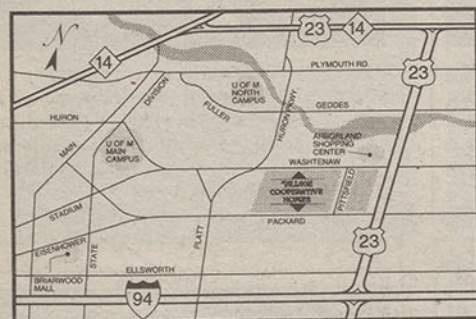 N
23
14
14
PLYMOUTH RD.
23
DIVISION
U OF M
NORTH
CAMPUS
FULLER
HURON PKWY
GEDDES
HURON
ARBORLAND
SHOPPING
CENTER
MAIN
U OF M
MAIN
CAMPUS
WASHTENAW
VILLAGE
COOPERATIVE
HOMES
PITTSFIELD
STADIUM
PACKARD
EISENHOWER
STATE
PLATT
23
ELLSWORTH
BRIARWOOD
MALL
94